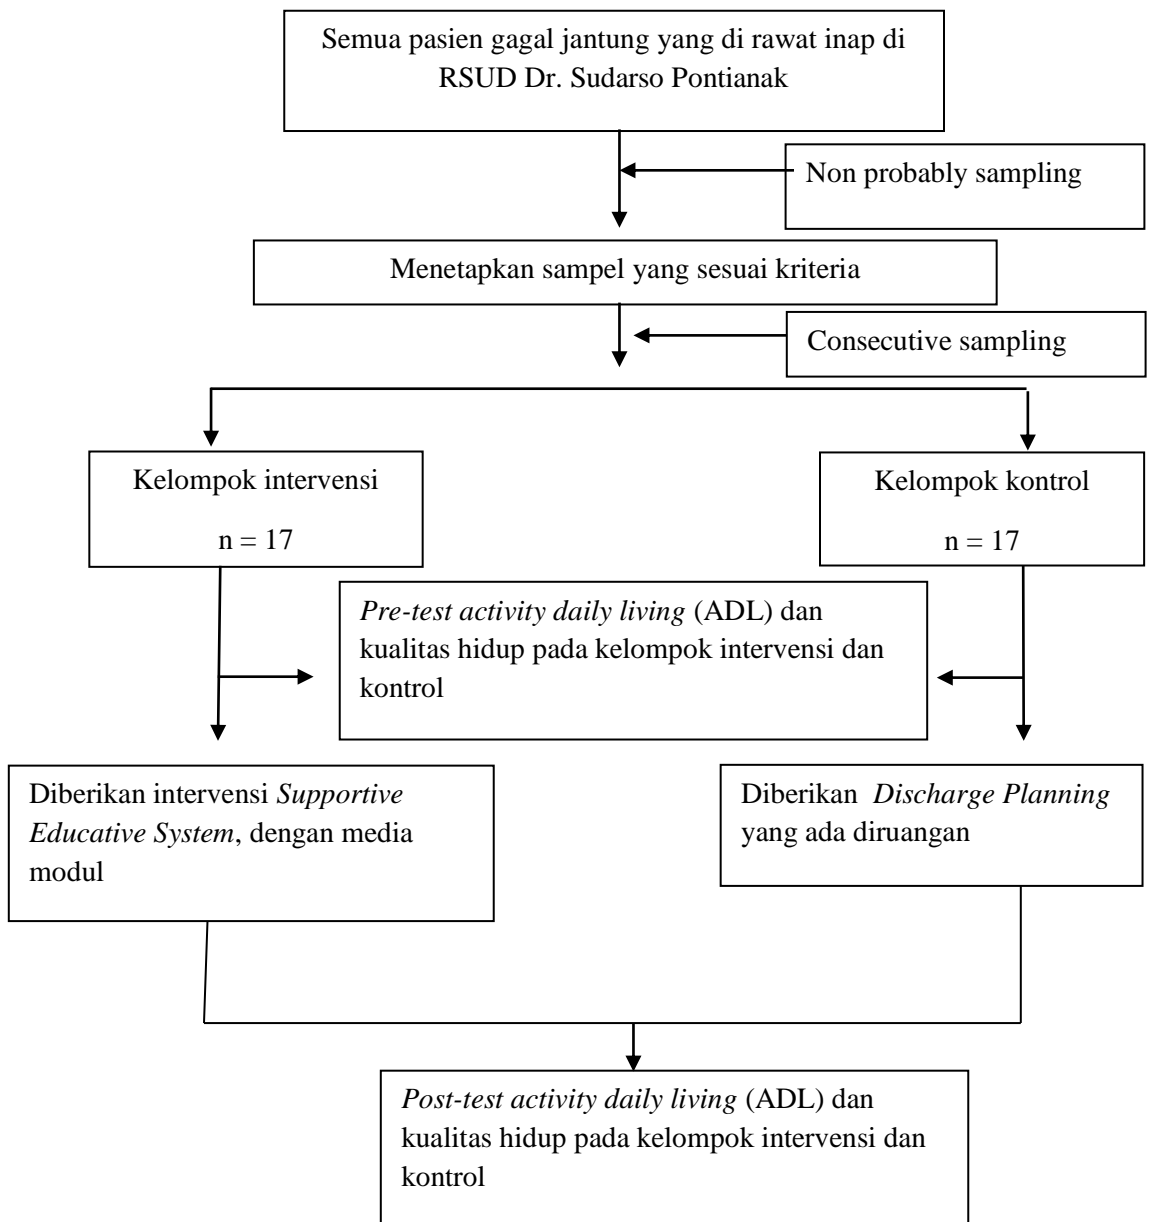 Semua pasien gagal jantung yang di rawat inap di
RSUD Dr. Sudarso Pontianak
Non probably sampling
Menetapkan sampel yang sesuai kriteria
Consecutive sampling
Kelompok intervensi
n = 17
Kelompok kontrol
n = 17
Pre-test activity daily living (ADL) dan
kualitas hidup pada kelompok intervensi dan
kontrol
Diberikan intervensi Supportive
Educative System, dengan media
modul
Diberikan Discharge Planning
yang ada diruangan
Post-test activity daily living (ADL) dan
kualitas hidup pada kelompok intervensi dan
kontrol